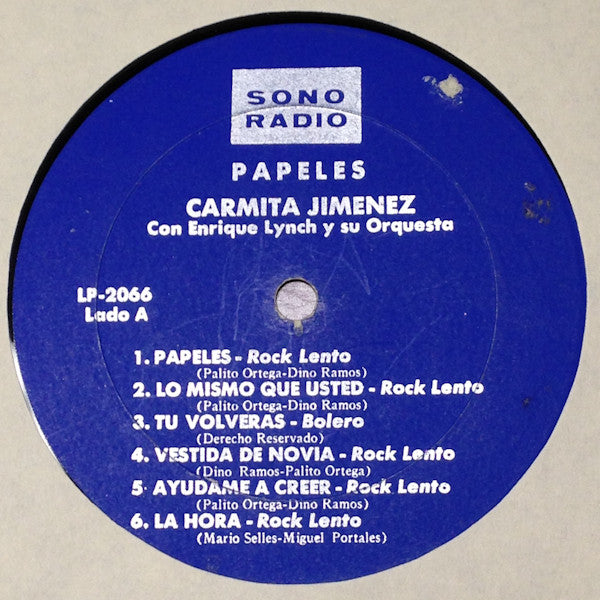 SONO
RADIO
PAPELES
CARMITA JIMENEZ
Con Enrique Lynch y su Orquesta
LP-2066
Lado A
1. PAPELES - Rock Lento
(Palito Ortega-Dino Ramos)
2. LO MISMO QUE USTED - Rock Lento
(Palito Ortega-Dino Ramos)
3. TU VOLVERAS - Bolero
(Derecho Reservado)
4. VESTIDA DE NOVIA - Rock Lento
(Dino Ramos-Palito Ortega)
5. AYUDAME A CREER - Rock Lento
(Palito Ortega-Dino Ramos)
6. LA HORA - Rock Lento
(Mario Selles-Miguel Portales)